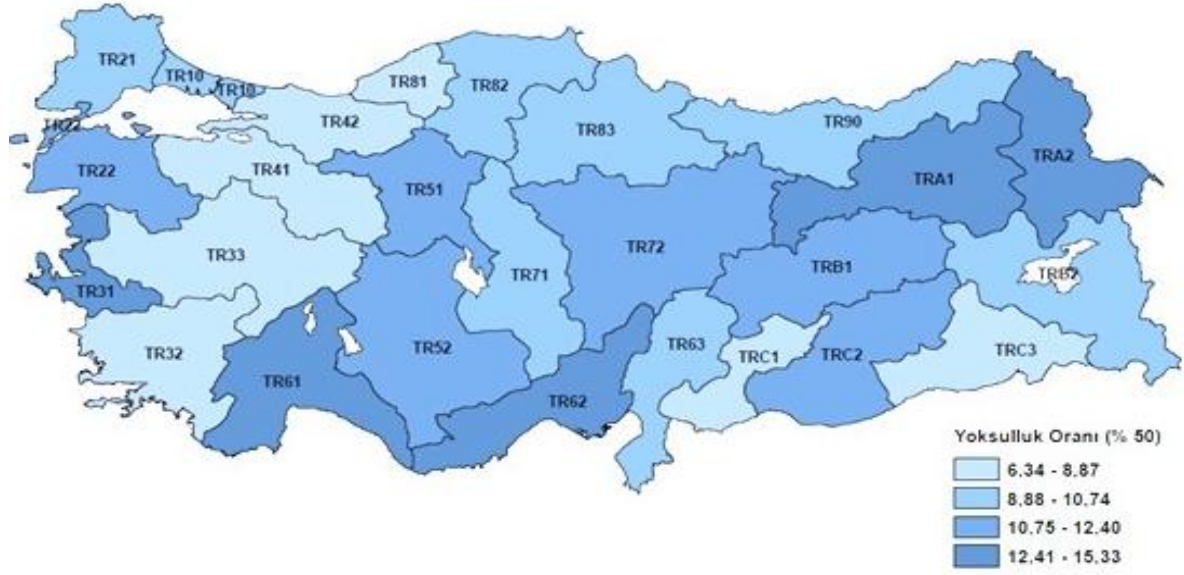 TR21
TR10
TR10
TR81
TR82
TR42
TR22
TR83
TR90
TR22
TR41
TR51
TRA1
TRA2
TR33
TR72
TR71
TRB1
TRB2
TR31
TR32
TR52
TR63
TRC1
TRC2
TRC3
TR61
TR62
Yoksulluk Oranı (% 50)
6,34 - 8,87
8,88 - 10,74
10,75 - 12,40
12,41 - 15,33